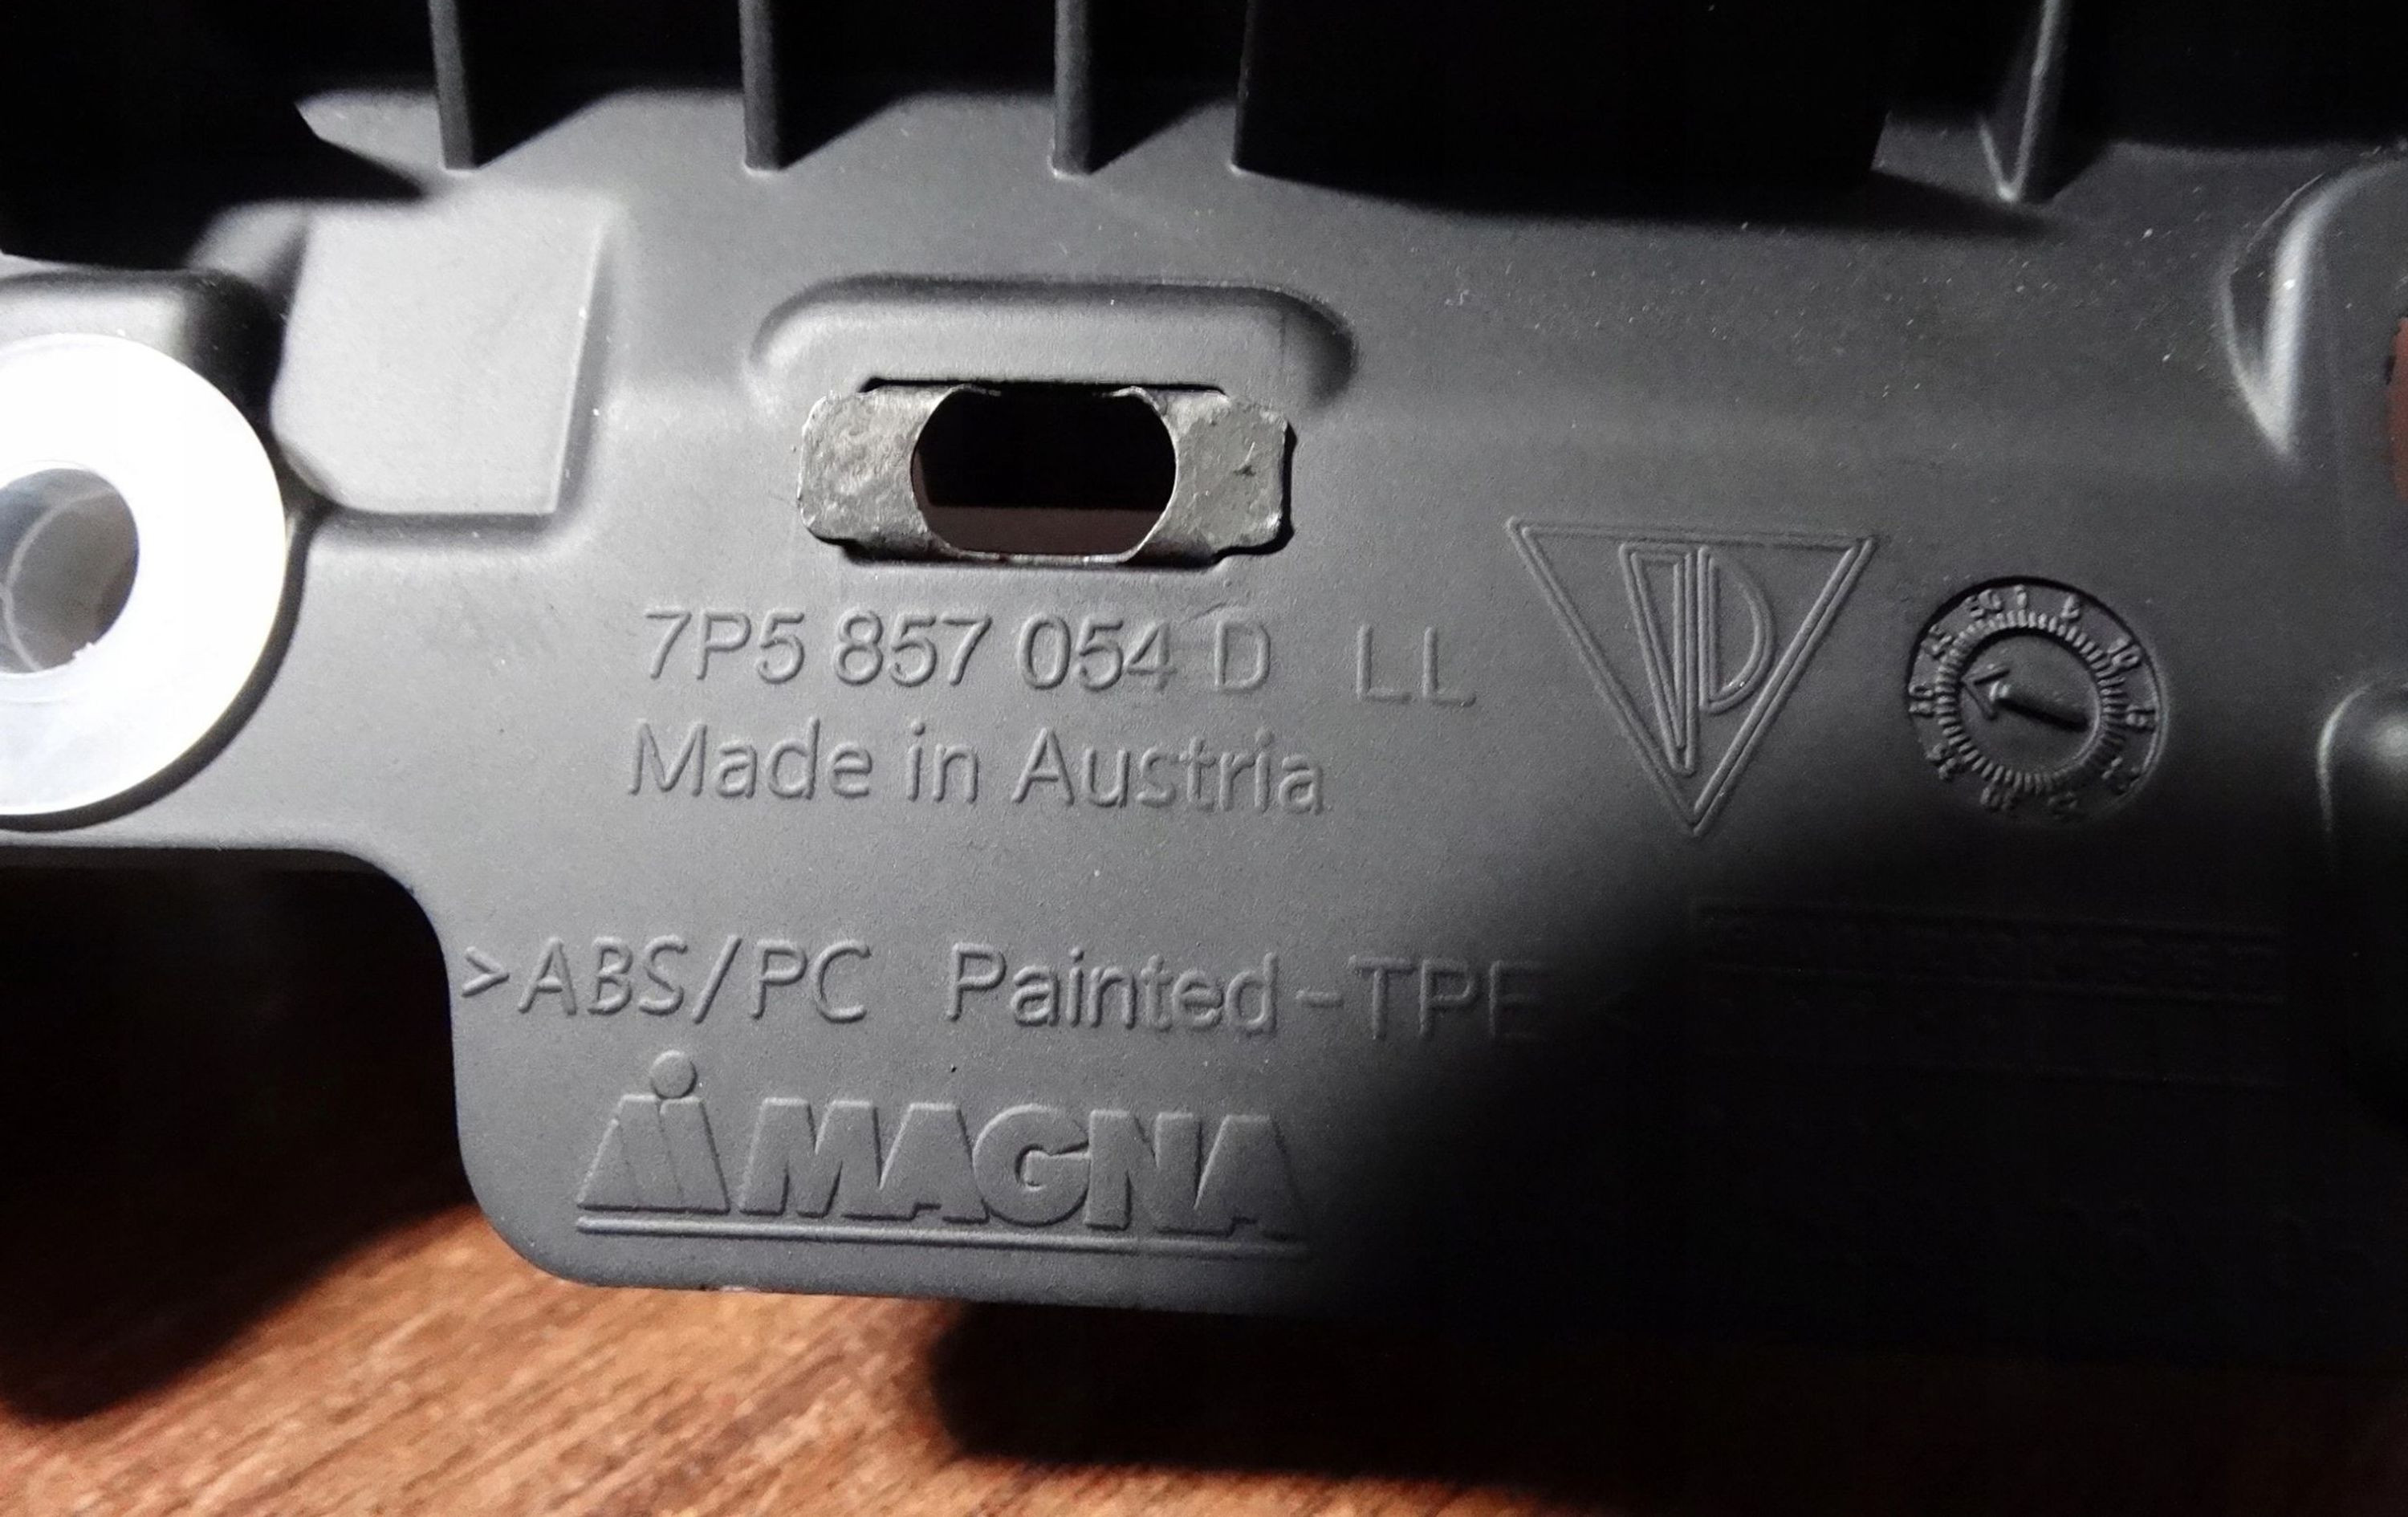 7P5 857 054 D LL
Made in Austria
>ABS/PC Painted-TPE
MAGNA